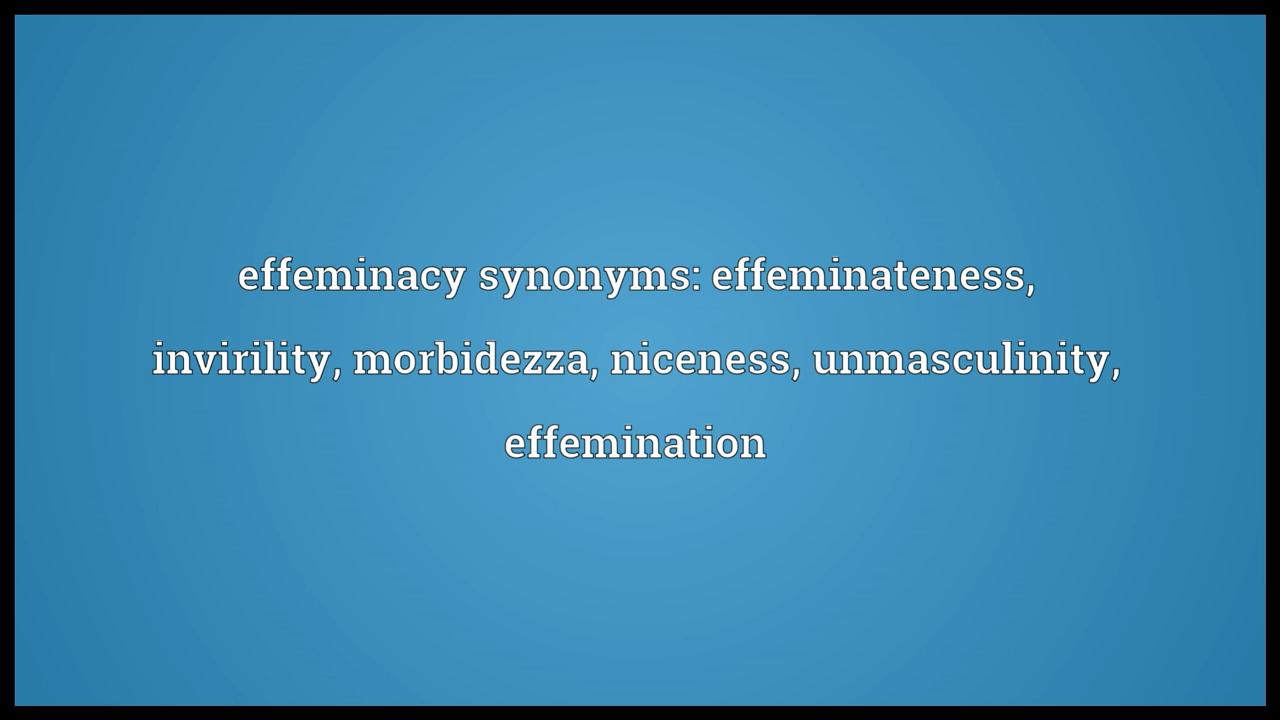 effeminacy synonyms: effeminateness,
invirility, morbidezza, niceness, unmasculinity,
effemination